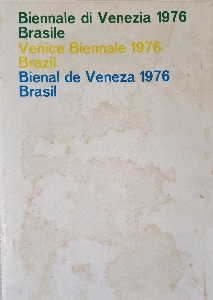 Biennale di Venezia 1976
Brasile
Venice Biennale 1976
Brazil
Bienal de Veneza 1976
Brasil